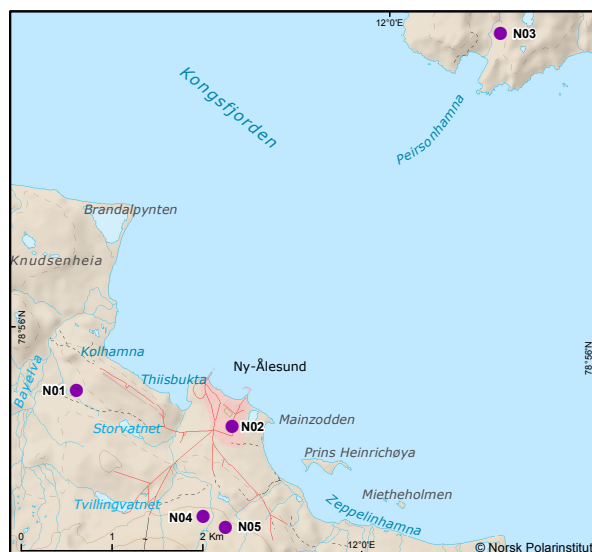 12°0'E
N03
Kongsfjorden
Peirsonhamna
Brandalpynten
Knudsenheia
78°56'N
78°56'N
Kolhamna
Ny-Ålesund
Thiisbukta
Bayelva
N01
Mainzodden
Storvatnet
N02
Prins Heinrichøya
Mietheholmen
Tvillingvatnet
Zeppelinhamna
N04
N05
0 1 2 Km
12°0'E
© Norsk Polarinstitut